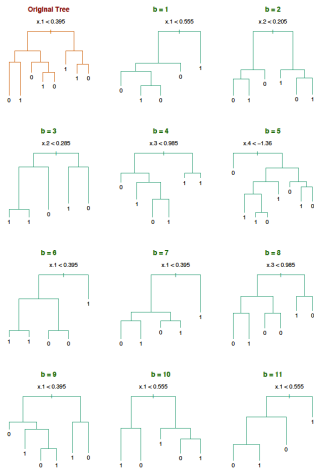 Original Tree
x.1 < 0.395
0 1 0 1 0 1 1 0
b = 1
x.1 < 0.555
0 1 0 0 1
b = 2
x.2 < 0.205
0 1 0 1 0 1
b = 3
x.2 < 0.285
1 1 0 1 0
b = 4
x.3 < 0.985
0 1 0 1 1 1
b = 5
x.4 < −1.36
0 1 1 0 1 0 1 0
b = 6
x.1 < 0.395
1 1 0 0 1
b = 7
x.1 < 0.395
0 1 0 1 1
b = 8
x.3 < 0.985
0 1 0 0 1 0
b = 9
x.1 < 0.395
0 1 0 1 1 0
b = 10
x.1 < 0.555
1 0 1 0 1
b = 11
x.1 < 0.555
0 1 0 1